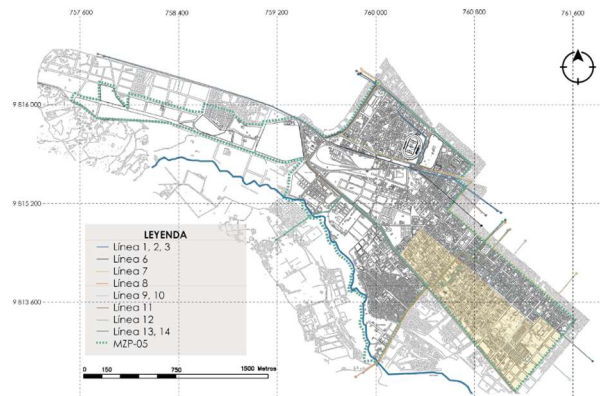 757 600
758 400
759 200
760 000
760 800
761 600
9 816 000
9 815 200
9 813 600
LEYENDA
Línea 1, 2, 3
Línea 6
Línea 7
Línea 8
Línea 9, 10
Línea 11
Línea 12
Línea 13, 14
MZP-05
0 150 750 1500 Metros